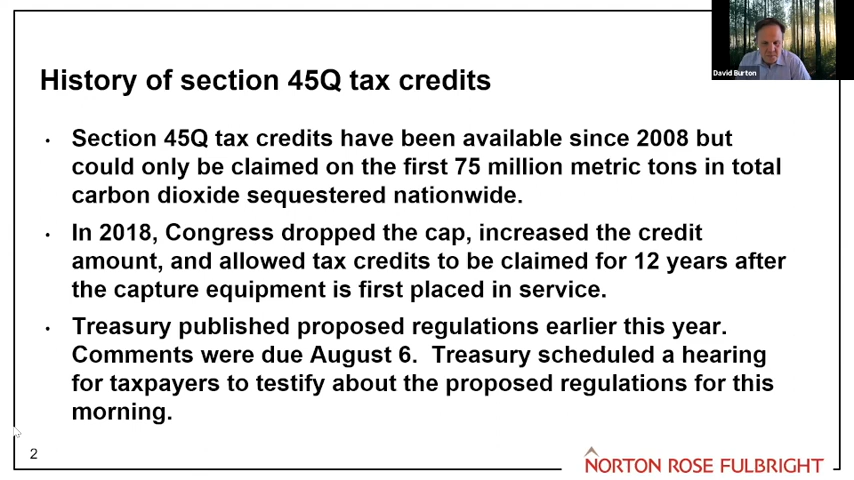 David Burton
History of section 45Q tax credits
• Section 45Q tax credits have been available since 2008 but
could only be claimed on the first 75 million metric tons in total
carbon dioxide sequestered nationwide.
• In 2018, Congress dropped the cap, increased the credit
amount, and allowed tax credits to be claimed for 12 years after
the capture equipment is first placed in service.
• Treasury published proposed regulations earlier this year.
Comments were due August 6. Treasury scheduled a hearing
for taxpayers to testify about the proposed regulations for this
morning.
2
NORTON ROSE FULBRIGHT